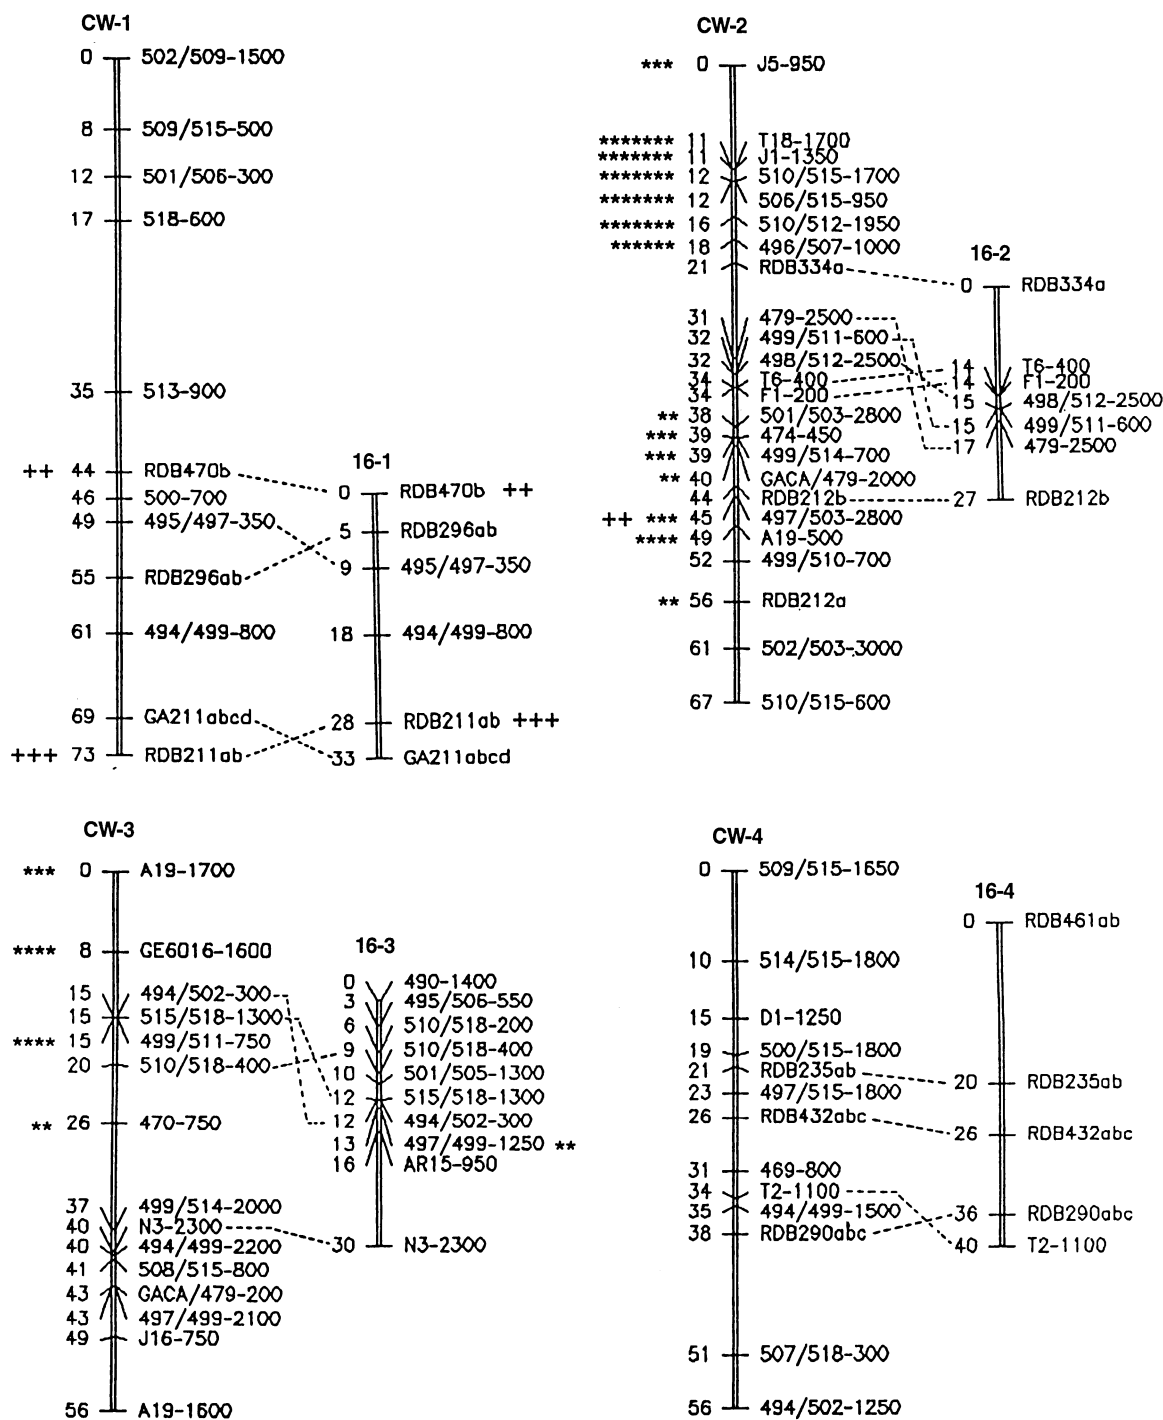 CW-1
0 502/509-1500
8 509/515-500
12 501/506-300
17 518-600
35 513-900
++ 44 RDB470b
46 500-700
49 495/497-350
55 RDB296ab
61 494/499-800
69 GA211abcd
+++ 73 RDB211ab
16-1
0 RDB470b ++
5 RDB296ab
9 495/497-350
18 494/499-800
28 RDB211ab +++
33 GA211abcd
CW-2
*** 0 J5-950
******* 11 T18-1700
******* 11 J1-1350
******* 12 510/515-1700
******* 12 506/515-950
******* 16 510/512-1950
****** 18 496/507-1000
21 RDB334a
31 479-2500
32 499/511-600
32 498/512-2500
34 T6-400
34 F1-200
** 38 501/503-2800
*** 39 474-450
*** 39 499/514-700
** 40 GACA/479-2000
44 RDB212b
++ *** 45 497/503-2800
**** 49 A19-500
52 499/510-700
** 56 RDB212a
61 502/503-3000
67 510/515-600
16-2
0 RDB334a
14 T6-400
14 F1-200
15 498/512-2500
15 499/511-600
17 479-2500
27 RDB212b
CW-3
*** 0 A19-1700
**** 8 GE6016-1600
15 494/502-300
15 515/518-1300
**** 15 499/511-750
20 510/518-400
** 26 470-750
37 499/514-2000
40 N3-2300
40 494/499-2200
41 508/515-800
43 GACA/479-200
43 497/499-2100
49 J16-750
56 A19-1600
16-3
0 490-1400
3 495/506-550
6 510/518-200
9 510/518-400
10 501/505-1300
12 515/518-1300
12 494/502-300
13 497/499-1250 **
16 AR15-950
30 N3-2300
CW-4
0 509/515-1650
10 514/515-1800
15 D1-1250
19 500/515-1800
21 RDB235ab
23 497/515-1800
26 RDB432abc
31 469-800
34 T2-1100
35 494/499-1500
38 RDB290abc
51 507/518-300
56 494/502-1250
16-4
0 RDB461ab
20 RDB235ab
26 RDB432abc
36 RDB290abc
40 T2-1100